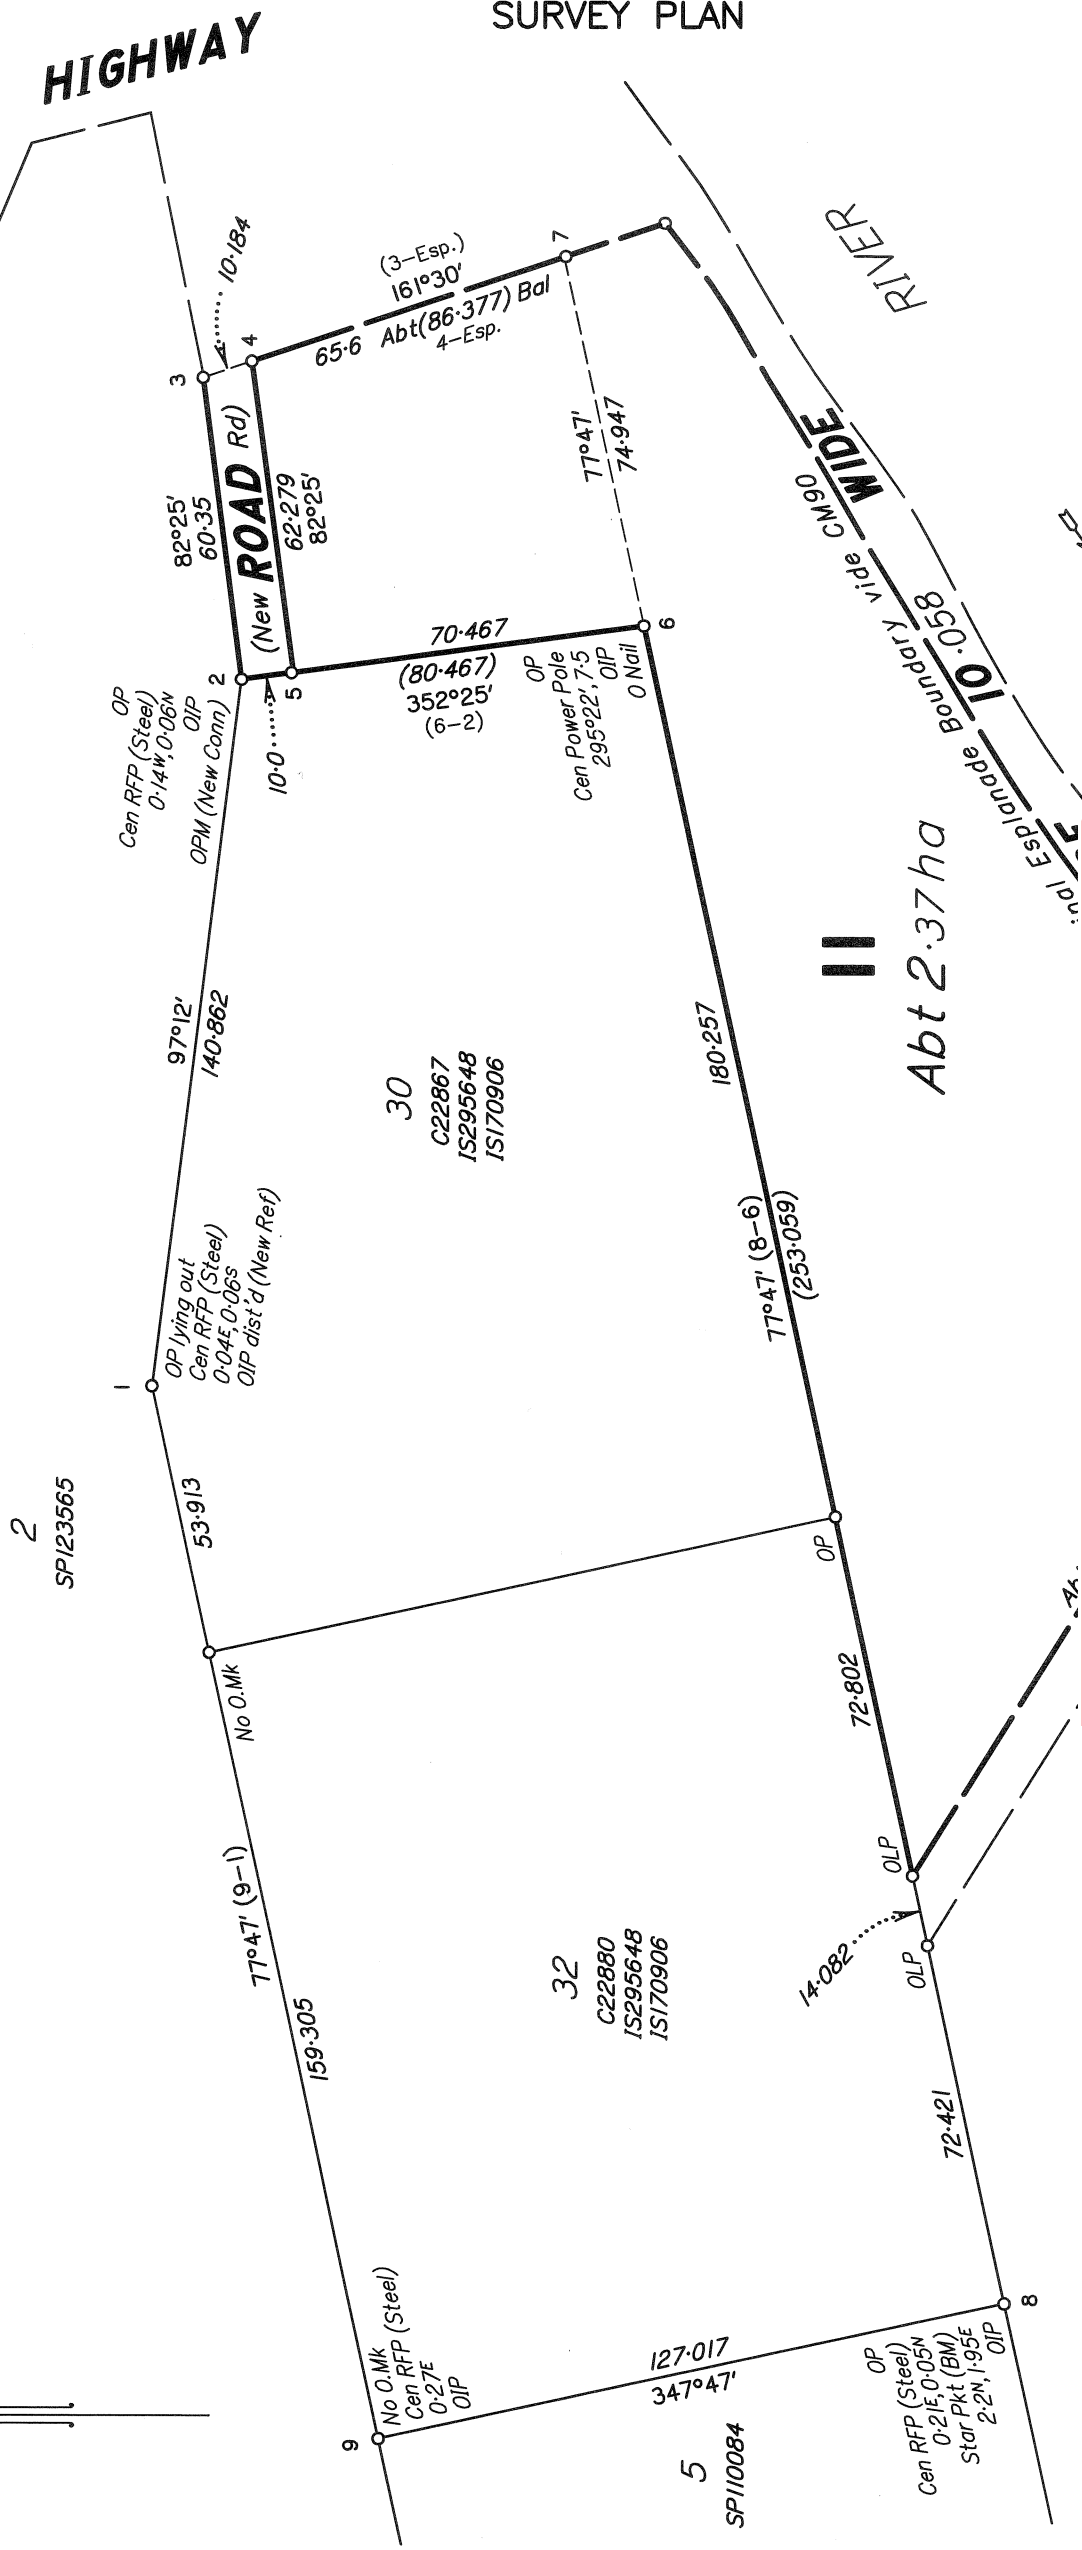 SURVEY PLAN
HIGHWAY
RIVER
3
10·184
4
(3–Esp.)
161°30'
Abt(86·377) Bal
65·6
4–Esp.
7
82°25'
60·35
(New ROAD Rd)
62·279
82°25'
77°47'
74·947
2
5
10·0
70·467
(80·467)
352°25'
(6–2)
6
OP
Cen RFP (Steel)
0·14W, 0·06N
OIP
OPM (New Conn)
OP
Cen Power Pole
295°22', 7·5
OIP
O Nail
WIDE
10·058
Esplanade Boundary vide CM90
97°12'
140·862
30
C22867
IS295648
IS170906
180·257
11
Abt 2·37ha
77°47' (8–6)
(253·059)
1
OP lying out
Cen RFP (Steel)
0·04E, 0·06S
OIP dist'd (New Ref)
2
SP123565
53·913
No O.Mk
OP
72·802
77°47' (9–1)
159·305
32
C22880
IS295648
IS170906
OLP
14·082
OLP
72·421
9
No O.Mk
Cen RFP (Steel)
0·27E
OIP
127·017
347°47'
8
OP
Cen RFP (Steel)
0·21E, 0·05N
Star Pkt (BM)
2·2N, 1·95E
OIP
5
SP110084